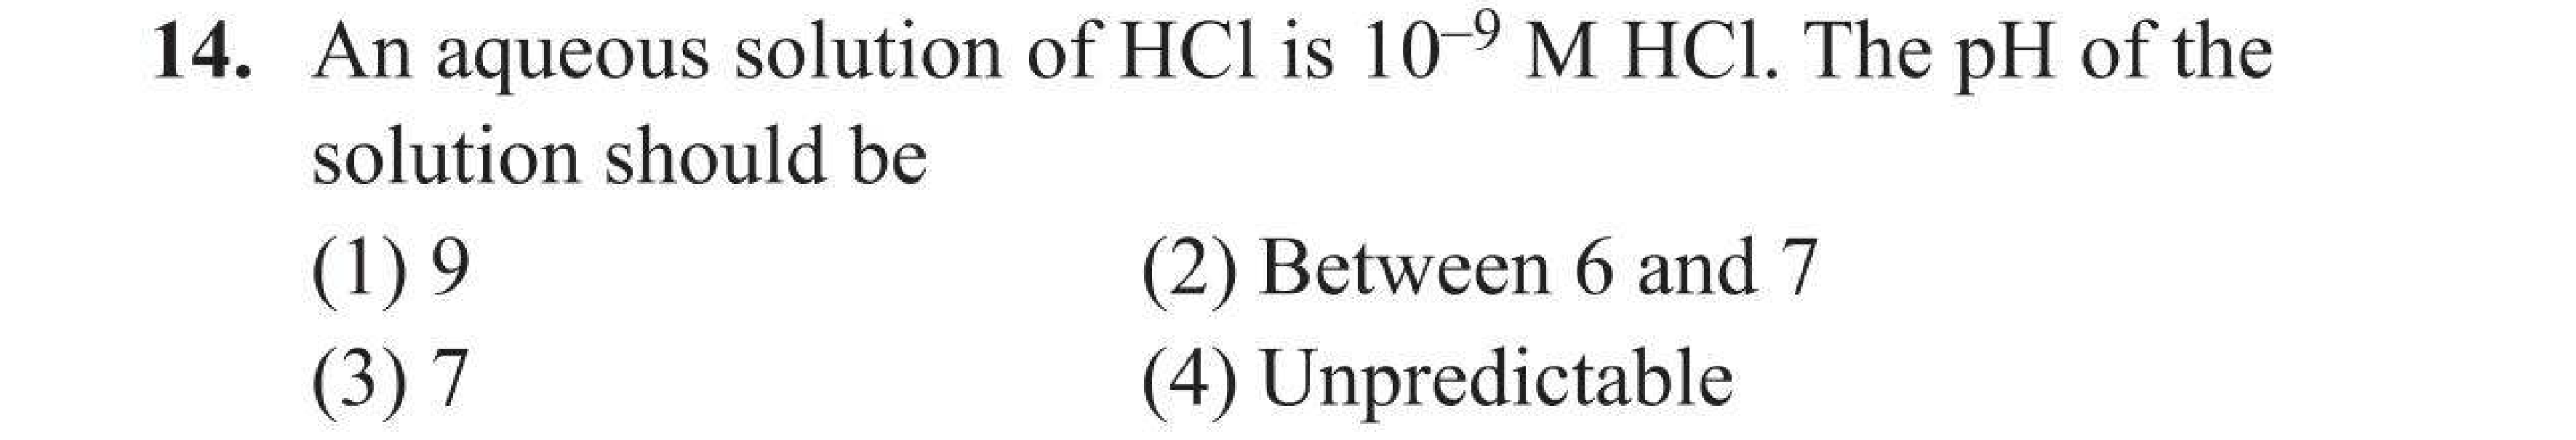 14. An aqueous solution of HCl is 10⁻⁹ M HCl. The pH of the
solution should be
(1) 9 (2) Between 6 and 7
(3) 7 (4) Unpredictable